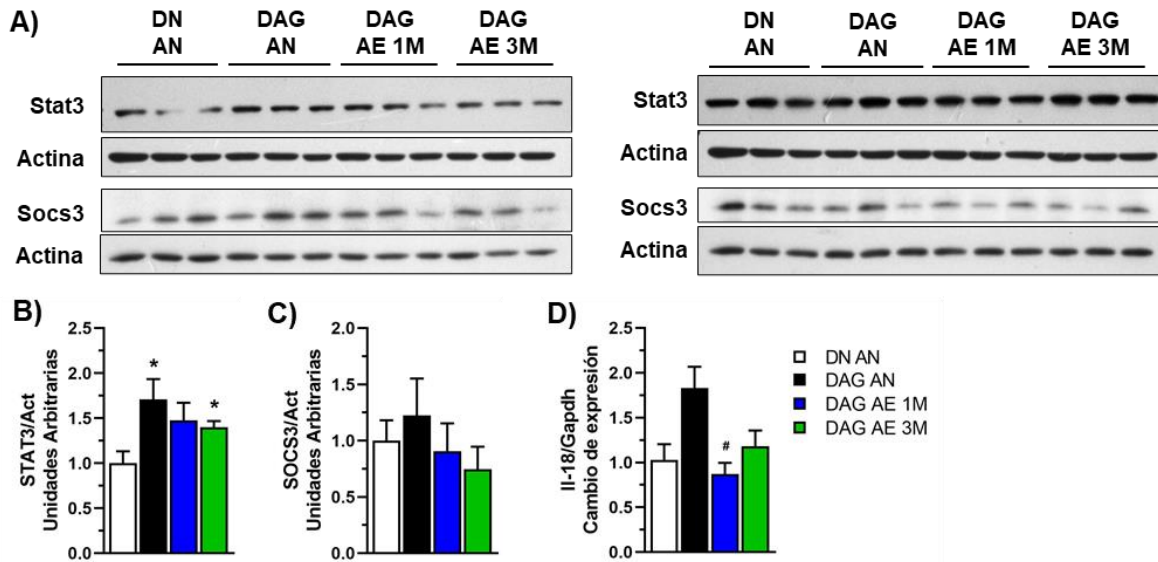 A)
DN DAG DAG DAG
AN AN AE 1M AE 3M
Stat3
Actina
Socs3
Actina
DN DAG DAG DAG
AN AN AE 1M AE 3M
Stat3
Actina
Socs3
Actina
B)
STAT3/Act
Unidades Arbitrarias
2.5
2.0
1.5
1.0
0.5
0.0
*
*
C)
SOCS3/Act
Unidades Arbitrarias
2.0
1.5
1.0
0.5
0.0
D)
Il-18/Gapdh
Cambio de expresión
2.5
2.0
1.5
1.0
0.5
0.0
#
DN AN
DAG AN
DAG AE 1M
DAG AE 3M